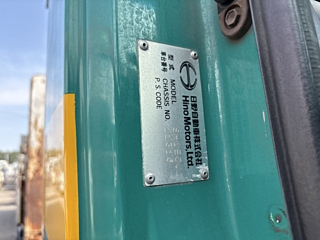 日野自動車株式会社
Hino Motors, Ltd.
型式 MODEL
車台番号 CHASSIS NO.
P.S. CODE